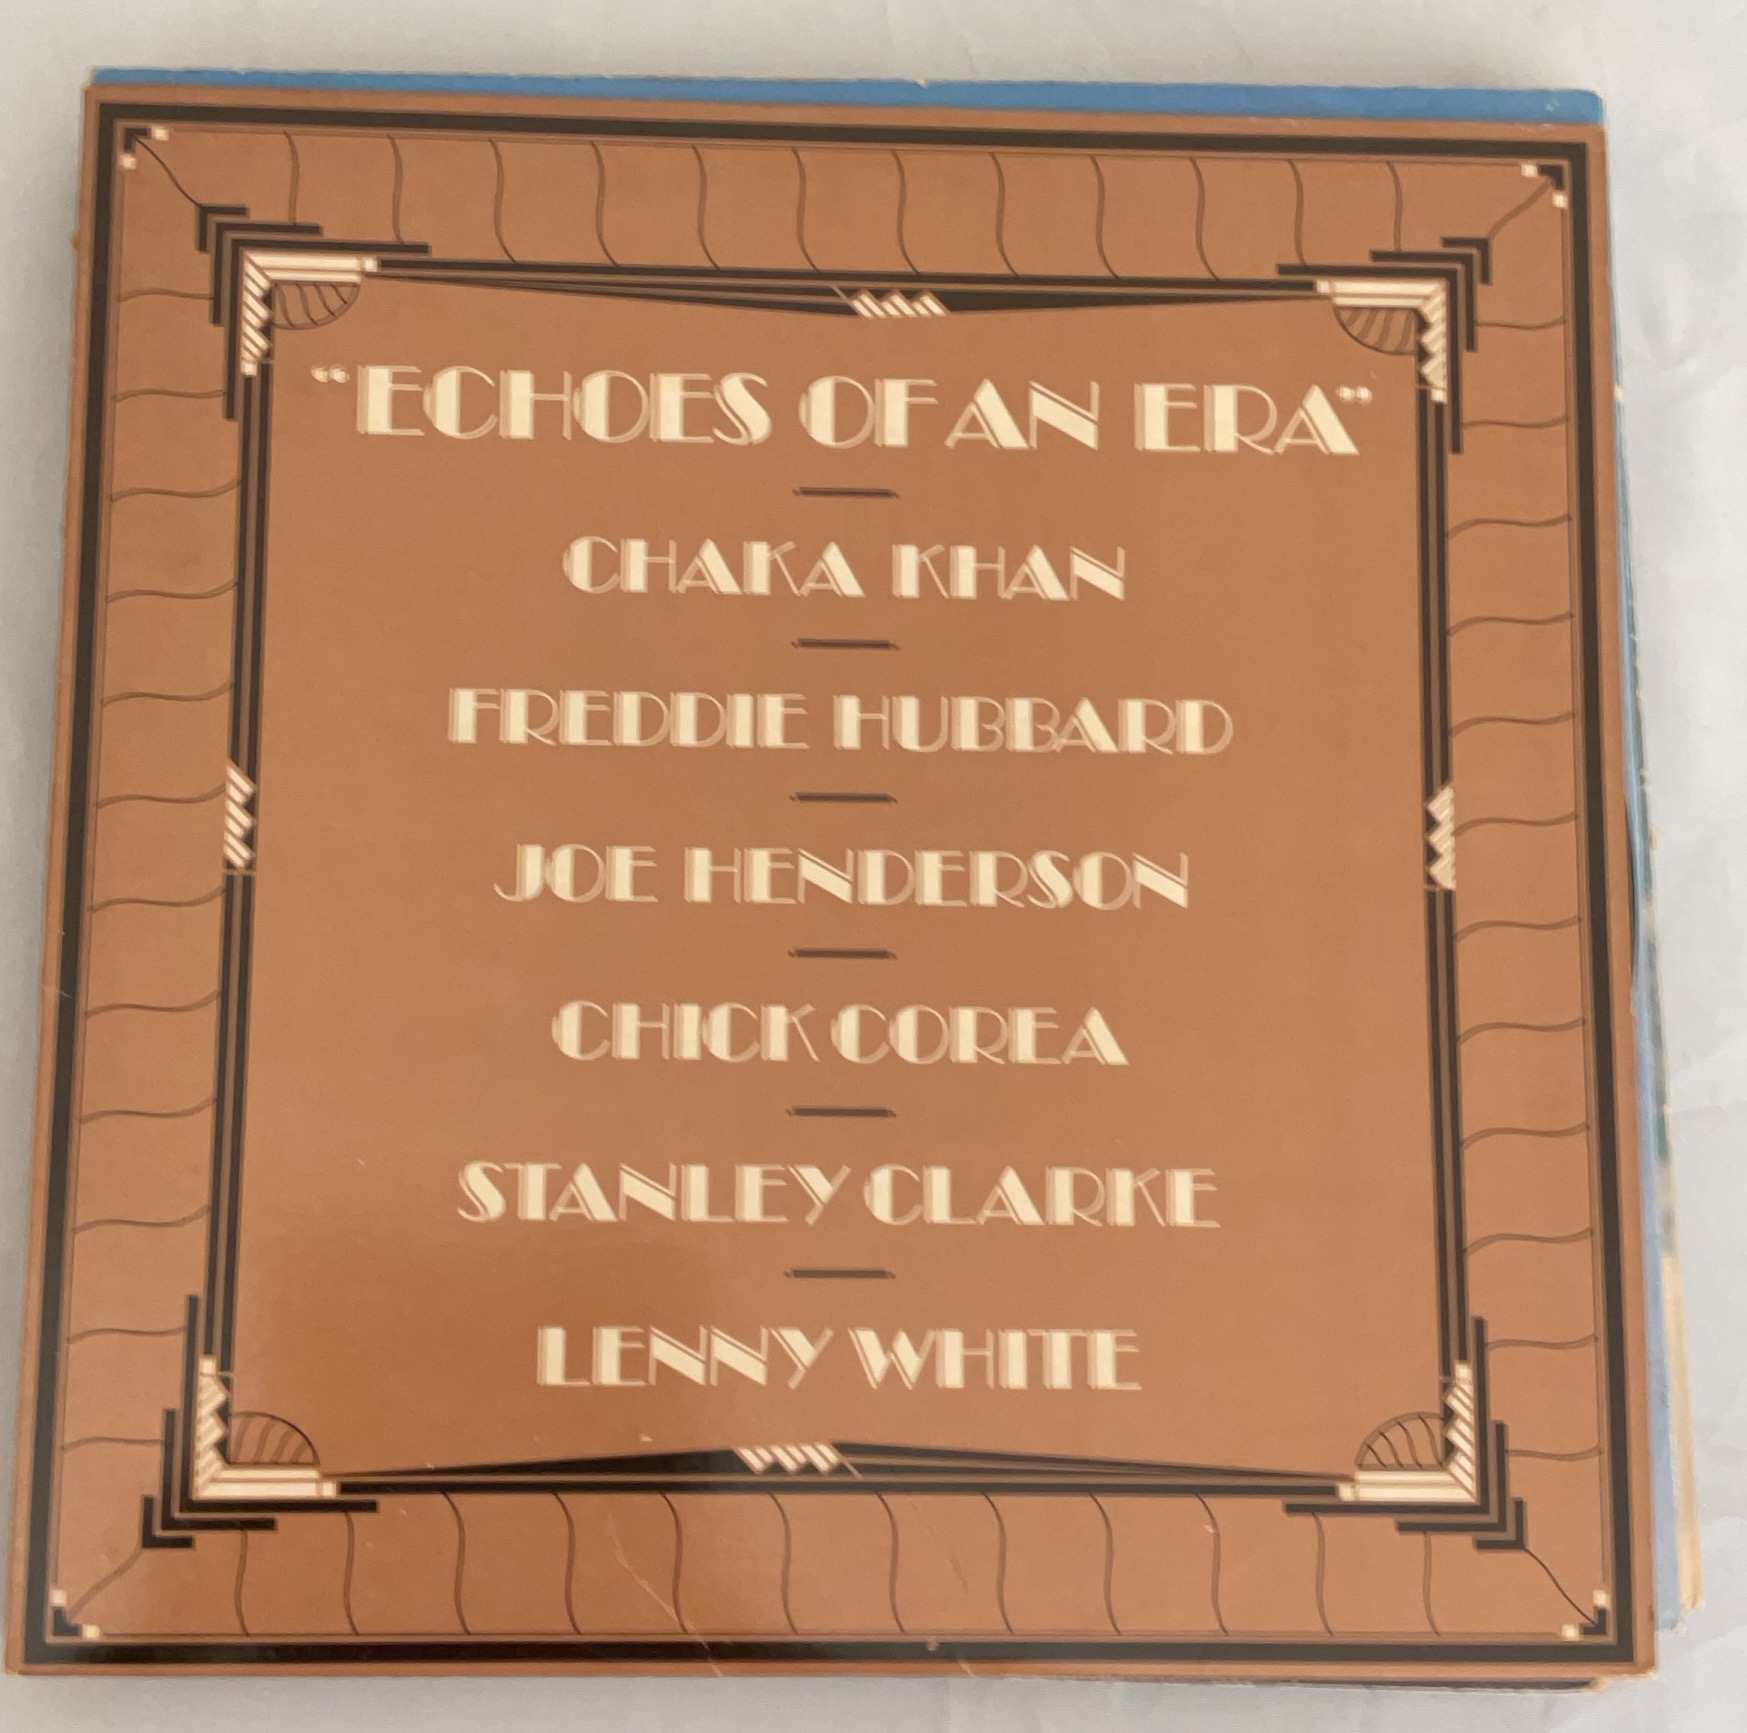 “ECHOES OF AN ERA”
CHAKA KHAN
FREDDIE HUBBARD
JOE HENDERSON
CHICK COREA
STANLEY CLARKE
LENNY WHITE